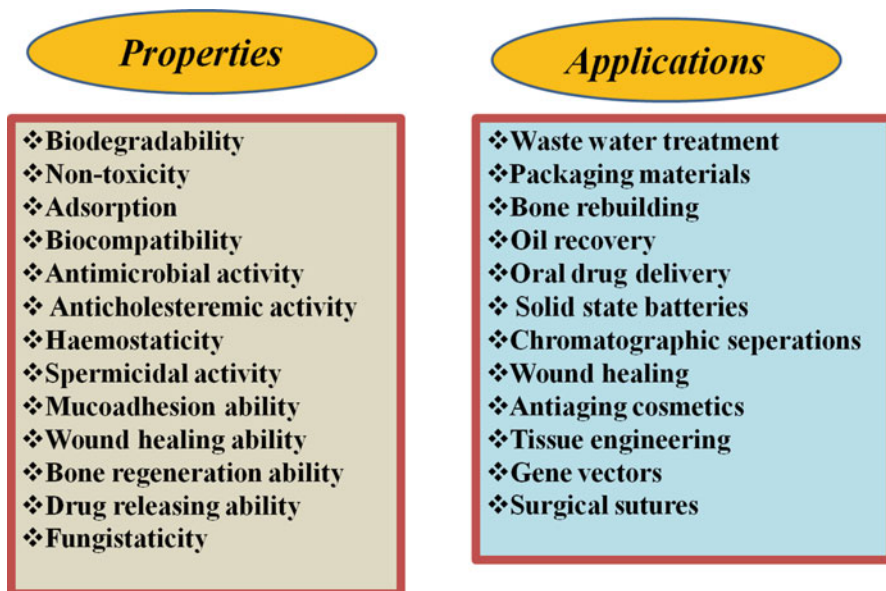 Properties
❖Biodegradability
❖Non-toxicity
❖Adsorption
❖Biocompatibility
❖Antimicrobial activity
❖ Anticholesteremic activity
❖Haemostaticity
❖Spermicidal activity
❖Mucoadhesion ability
❖Wound healing ability
❖Bone regeneration ability
❖Drug releasing ability
❖Fungistaticity
Applications
❖Waste water treatment
❖Packaging materials
❖Bone rebuilding
❖Oil recovery
❖Oral drug delivery
❖ Solid state batteries
❖Chromatographic seperations
❖Wound healing
❖Antiaging cosmetics
❖Tissue engineering
❖Gene vectors
❖Surgical sutures